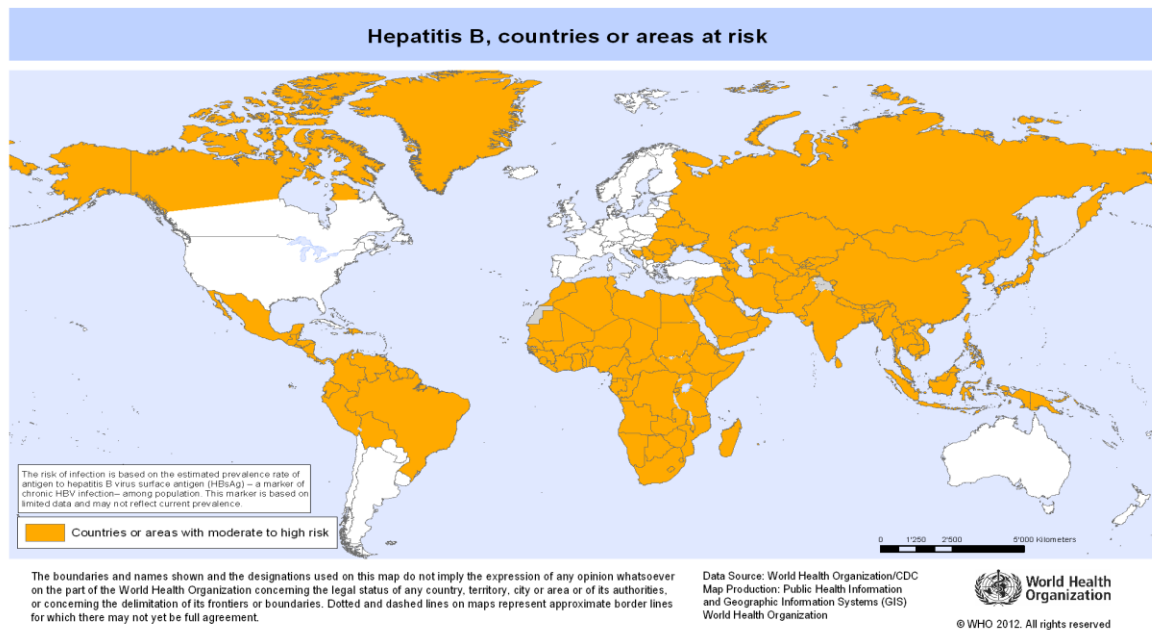 Hepatitis B, countries or areas at risk
The risk of infection is based on the estimated prevalence rate of
antigen to hepatitis B virus surface antigen (HBsAg) – a marker of
chronic HBV infection– among population. This marker is based on
limited data and may not reflect current prevalence.
Countries or areas with moderate to high risk
0 1'250 2'500 5'000 Kilometers
The boundaries and names shown and the designations used on this map do not imply the expression of any opinion whatsoever
on the part of the World Health Organization concerning the legal status of any country, territory, city or area or of its authorities,
or concerning the delimitation of its frontiers or boundaries. Dotted and dashed lines on maps represent approximate border lines
for which there may not yet be full agreement.
Data Source: World Health Organization/CDC
Map Production: Public Health Information
and Geographic Information Systems (GIS)
World Health Organization
World Health
Organization
© WHO 2012. All rights reserved